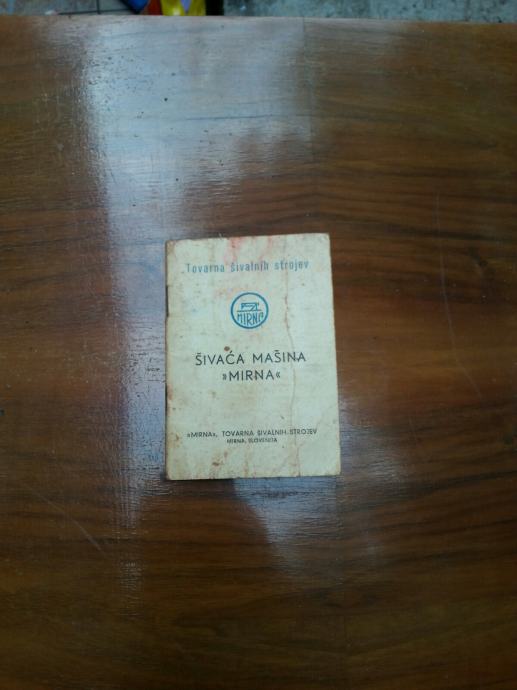 Tovarna šivalnih strojev
MIRNA
ŠIVAĆA MAŠINA
»MIRNA«
»MIRNA«, TOVARNA ŠIVALNIH STROJEV
MIRNA, SLOVENIJA